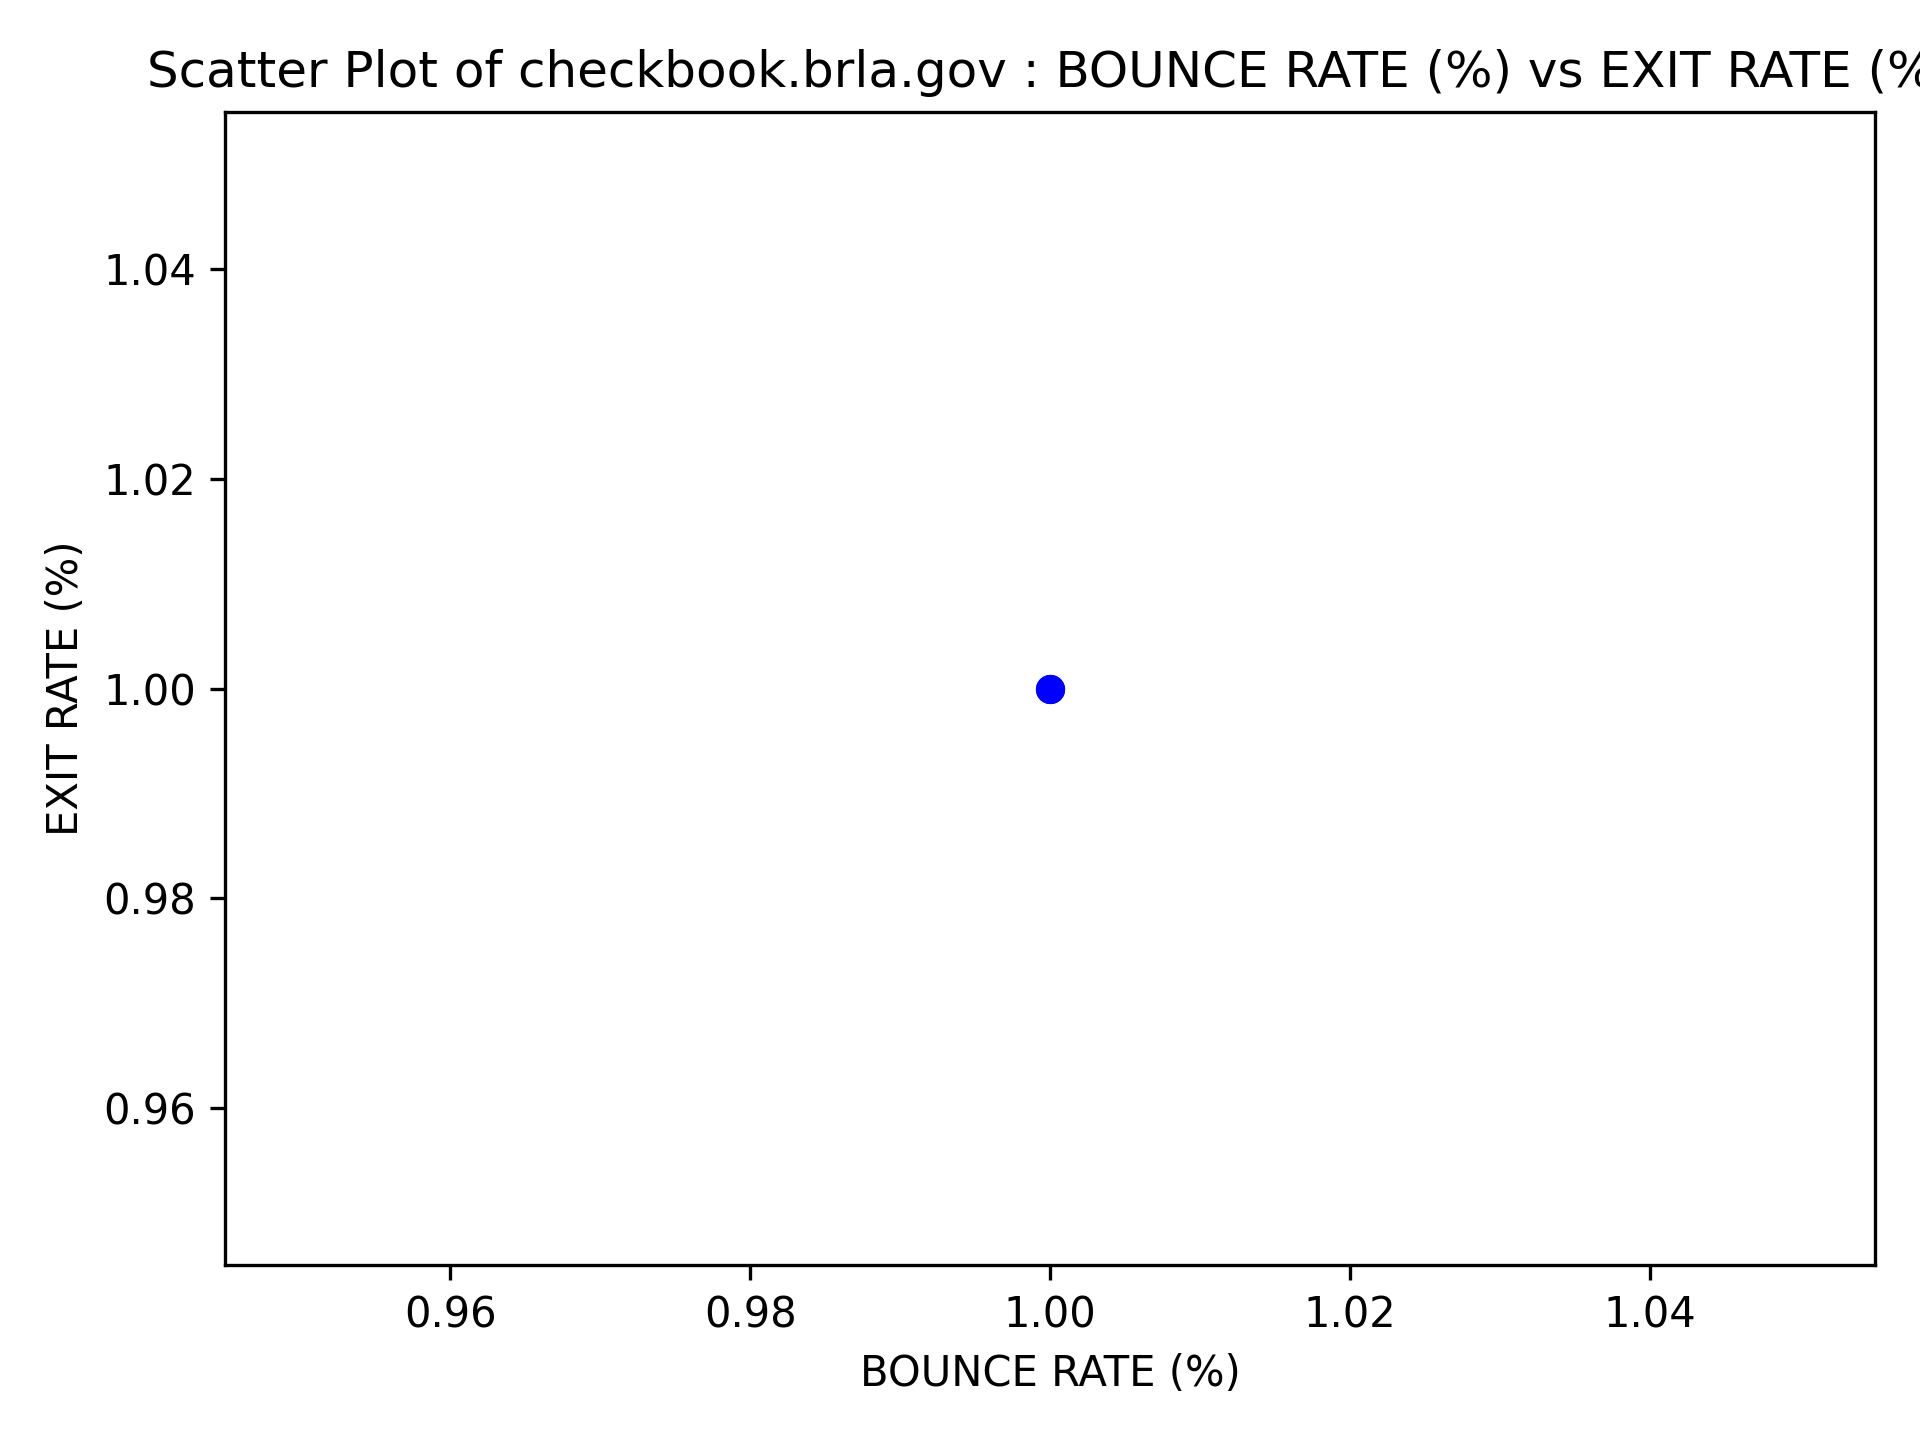 Scatter Plot of checkbook.brla.gov : BOUNCE RATE (%) vs EXIT RATE (%
1.04
1.02
1.00
0.98
0.96
EXIT RATE (%)
0.96 0.98 1.00 1.02 1.04
BOUNCE RATE (%)